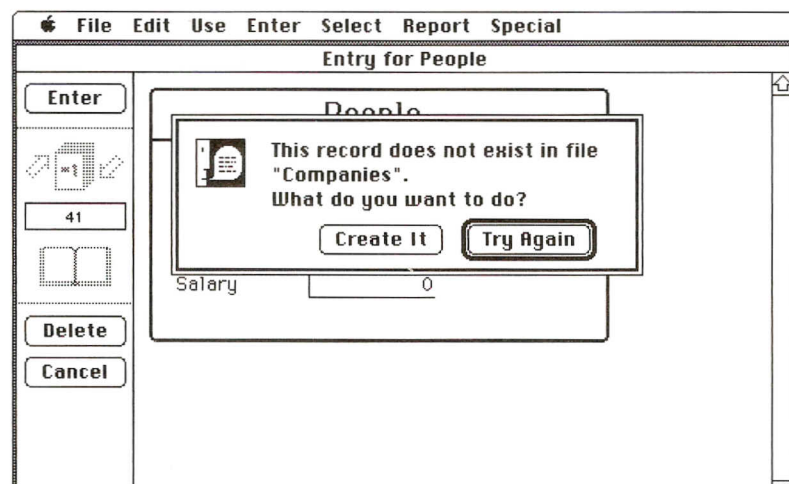 File Edit Use Enter Select Report Special
Entry for People
Enter
41
Delete
Cancel
People
This record does not exist in file
"Companies".
What do you want to do?
Create It Try Again
Salary 0